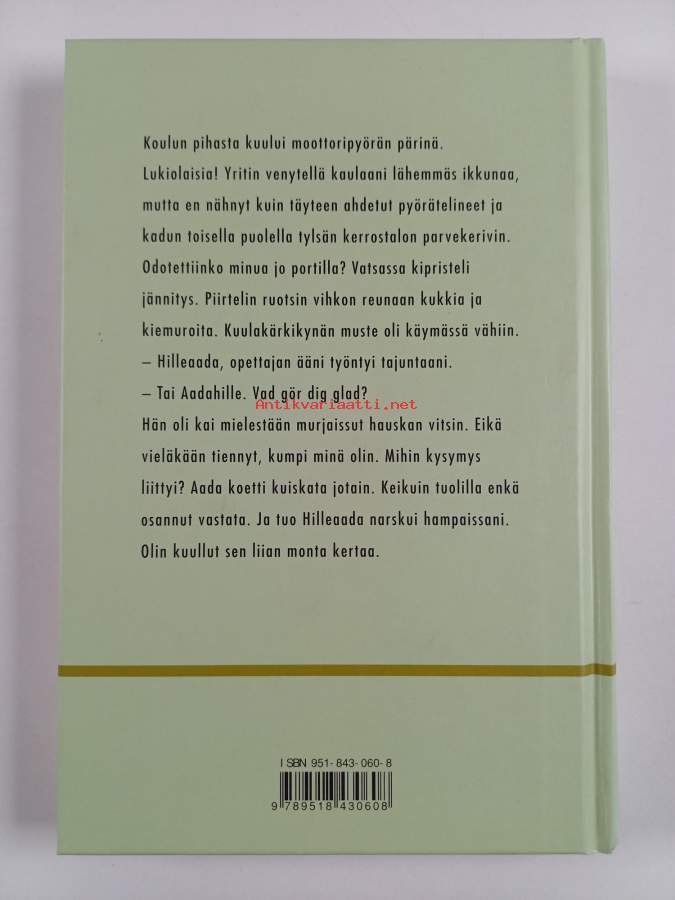 Koulun pihasta kuului moottoripyörän pärinä.
Lukiolaisia! Yritin venytellä kaulaani lähemmäs ikkunaa,
mutta en nähnyt kuin täyteen ahdetut pyörätelineet ja
kadun toisella puolella tylsän kerrostalon parvekerivin.
Odotettiinko minua jo portilla? Vatsassa kipristeli
jännitys. Piirtelin ruotsin vihkon reunaan kukkia ja
kiemuroita. Kuulakärkikynän muste oli käymässä vähiin.
– Hilleaada, opettajan ääni työntyi tajuntaani.
– Tai Aadahille. Vad gör dig glad?
Antikvariaatti.net
Hän oli kai mielestään murjaissut hauskan vitsin. Eikä
vieläkään tiennyt, kumpi minä olin. Mihin kysymys
liittyi? Aada koetti kuiskata jotain. Keikuin tuolilla enkä
osannut vastata. Ja tuo Hilleaada narskui hampaissani.
Olin kuullut sen liian monta kertaa.
ISBN 951-843-060-8
9 789518 430608